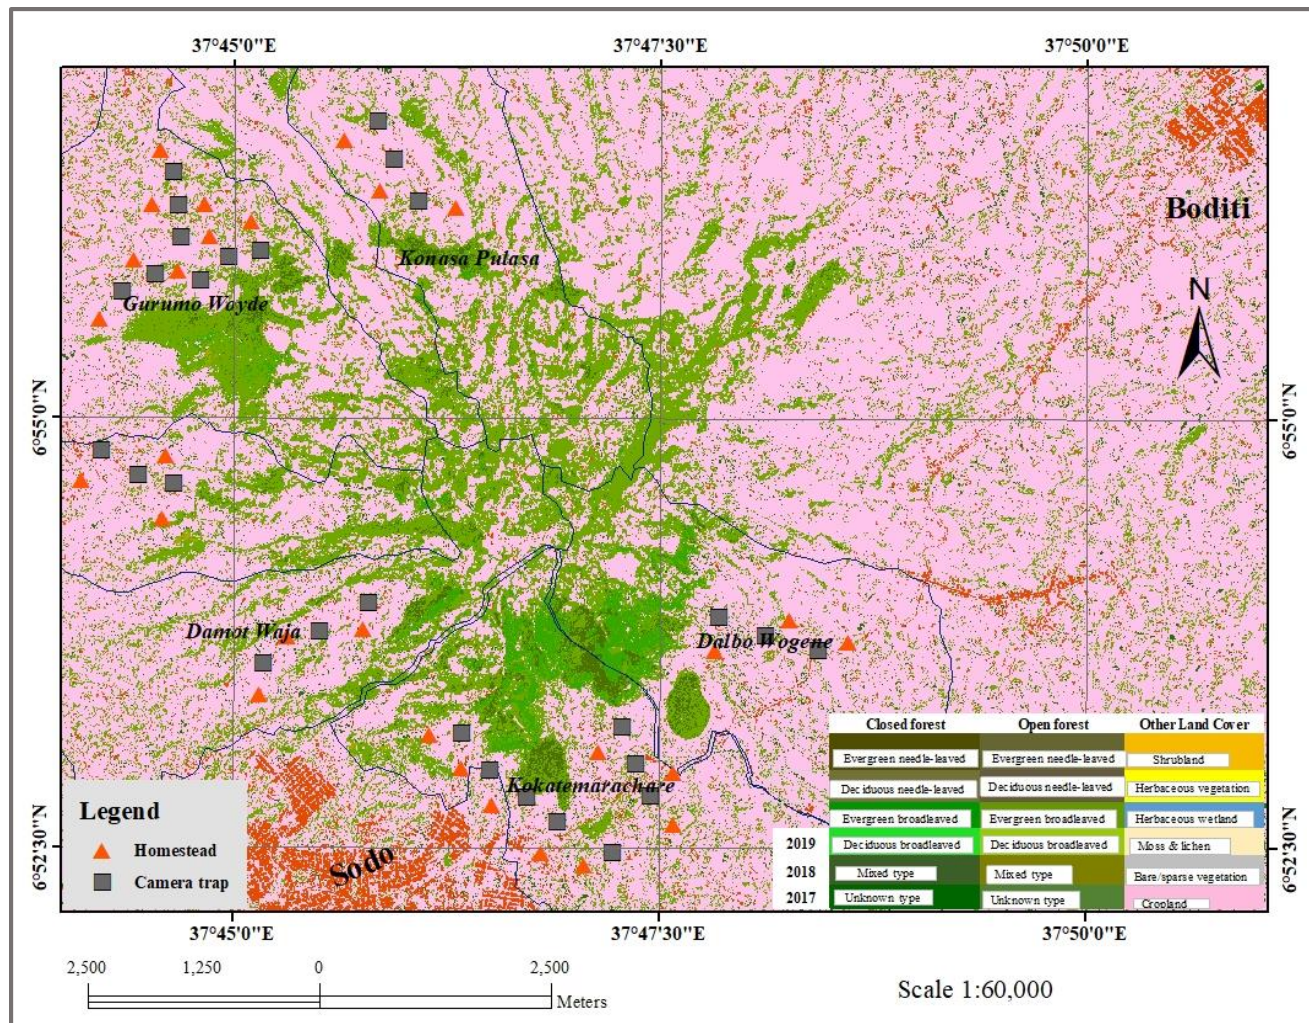 37°45'0"E 37°47'30"E 37°50'0"E
Boditi
N
Konasa Pulasa
Gurumo Woyde
6°55'0"N
6°55'0"N
Damot Waja
Dalbo Wogene
Kokatemarachare
Sodo
Closed forest Open forest Other Land Cover
Evergreen needle-leaved Evergreen needle-leaved Shrubland
Deciduous needle-leaved Deciduous needle-leaved Herbaceous vegetation
Evergreen broadleaved Evergreen broadleaved Herbaceous wetland
2019 Deciduous broadleaved Deciduous broadleaved Moss & lichen
2018 Mixed type Mixed type Bare/sparse vegetation
2017 Unknown type Unknown type Cropland
Legend
Homestead
Camera trap
6°52'30"N
6°52'30"N
37°45'0"E 37°47'30"E 37°50'0"E
2,500 1,250 0 2,500
Meters
Scale 1:60,000